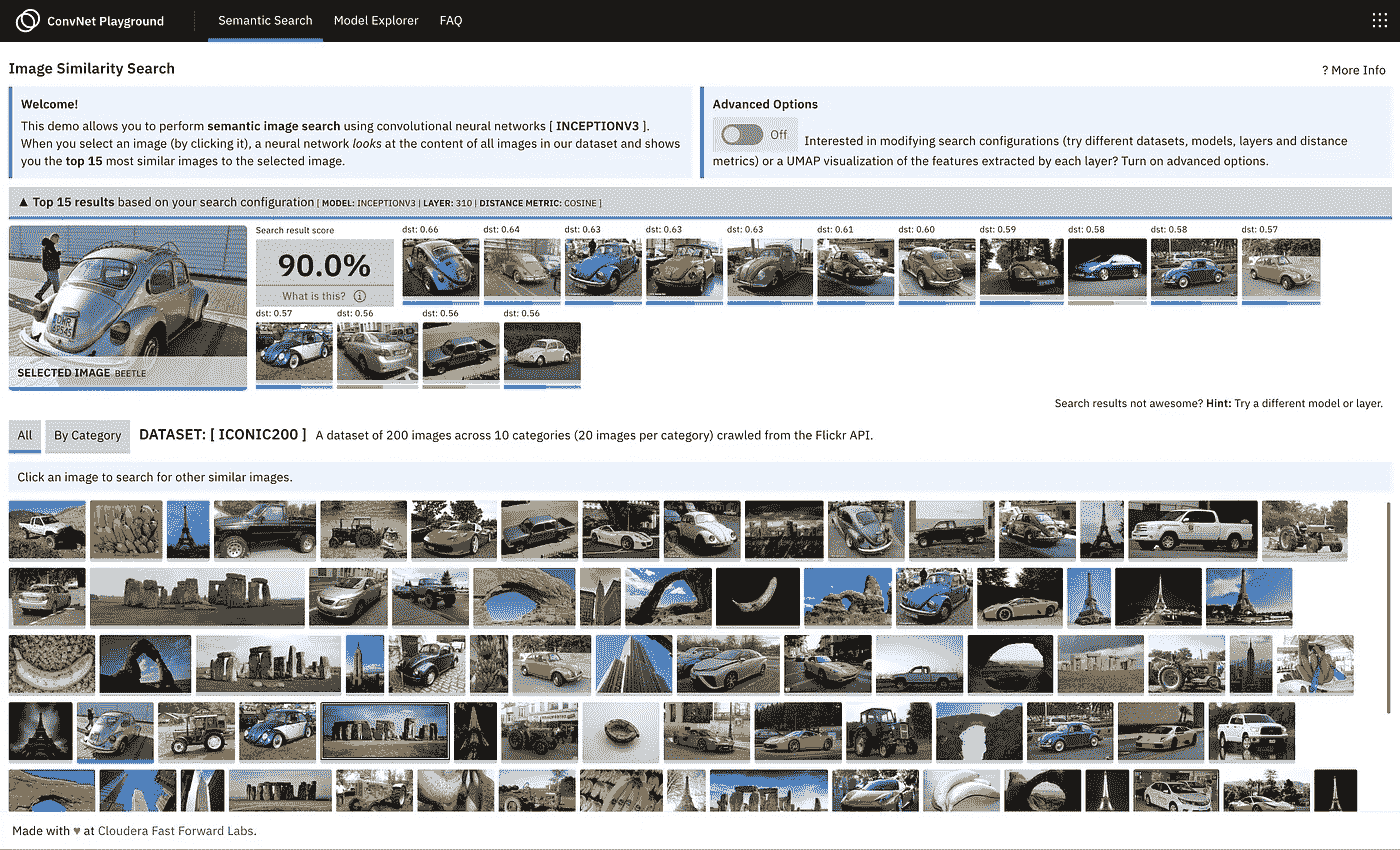 ConvNet Playground
Semantic Search
Model Explorer
FAQ
Image Similarity Search
? More Info
Welcome!
This demo allows you to perform semantic image search using convolutional neural networks [ INCEPTIONV3 ].
When you select an image (by clicking it), a neural network looks at the content of all images in our dataset and shows
you the top 15 most similar images to the selected image.
Advanced Options
Off
Interested in modifying search configurations (try different datasets, models, layers and distance
metrics) or a UMAP visualization of the features extracted by each layer? Turn on advanced options.
▲ Top 15 results based on your search configuration [ MODEL: INCEPTIONV3 | LAYER: 310 | DISTANCE METRIC: COSINE ]
Search result score
90.0%
What is this?
dst: 0.66
dst: 0.64
dst: 0.63
dst: 0.63
dst: 0.63
dst: 0.61
dst: 0.60
dst: 0.59
dst: 0.58
dst: 0.58
dst: 0.57
dst: 0.57
dst: 0.56
dst: 0.56
dst: 0.56
SELECTED IMAGE BEETLE
Search results not awesome? Hint: Try a different model or layer.
All
By Category
DATASET: [ ICONIC200 ] A dataset of 200 images across 10 categories (20 images per category) crawled from the Flickr API.
Click an image to search for other similar images.
Made with ♥ at Cloudera Fast Forward Labs.